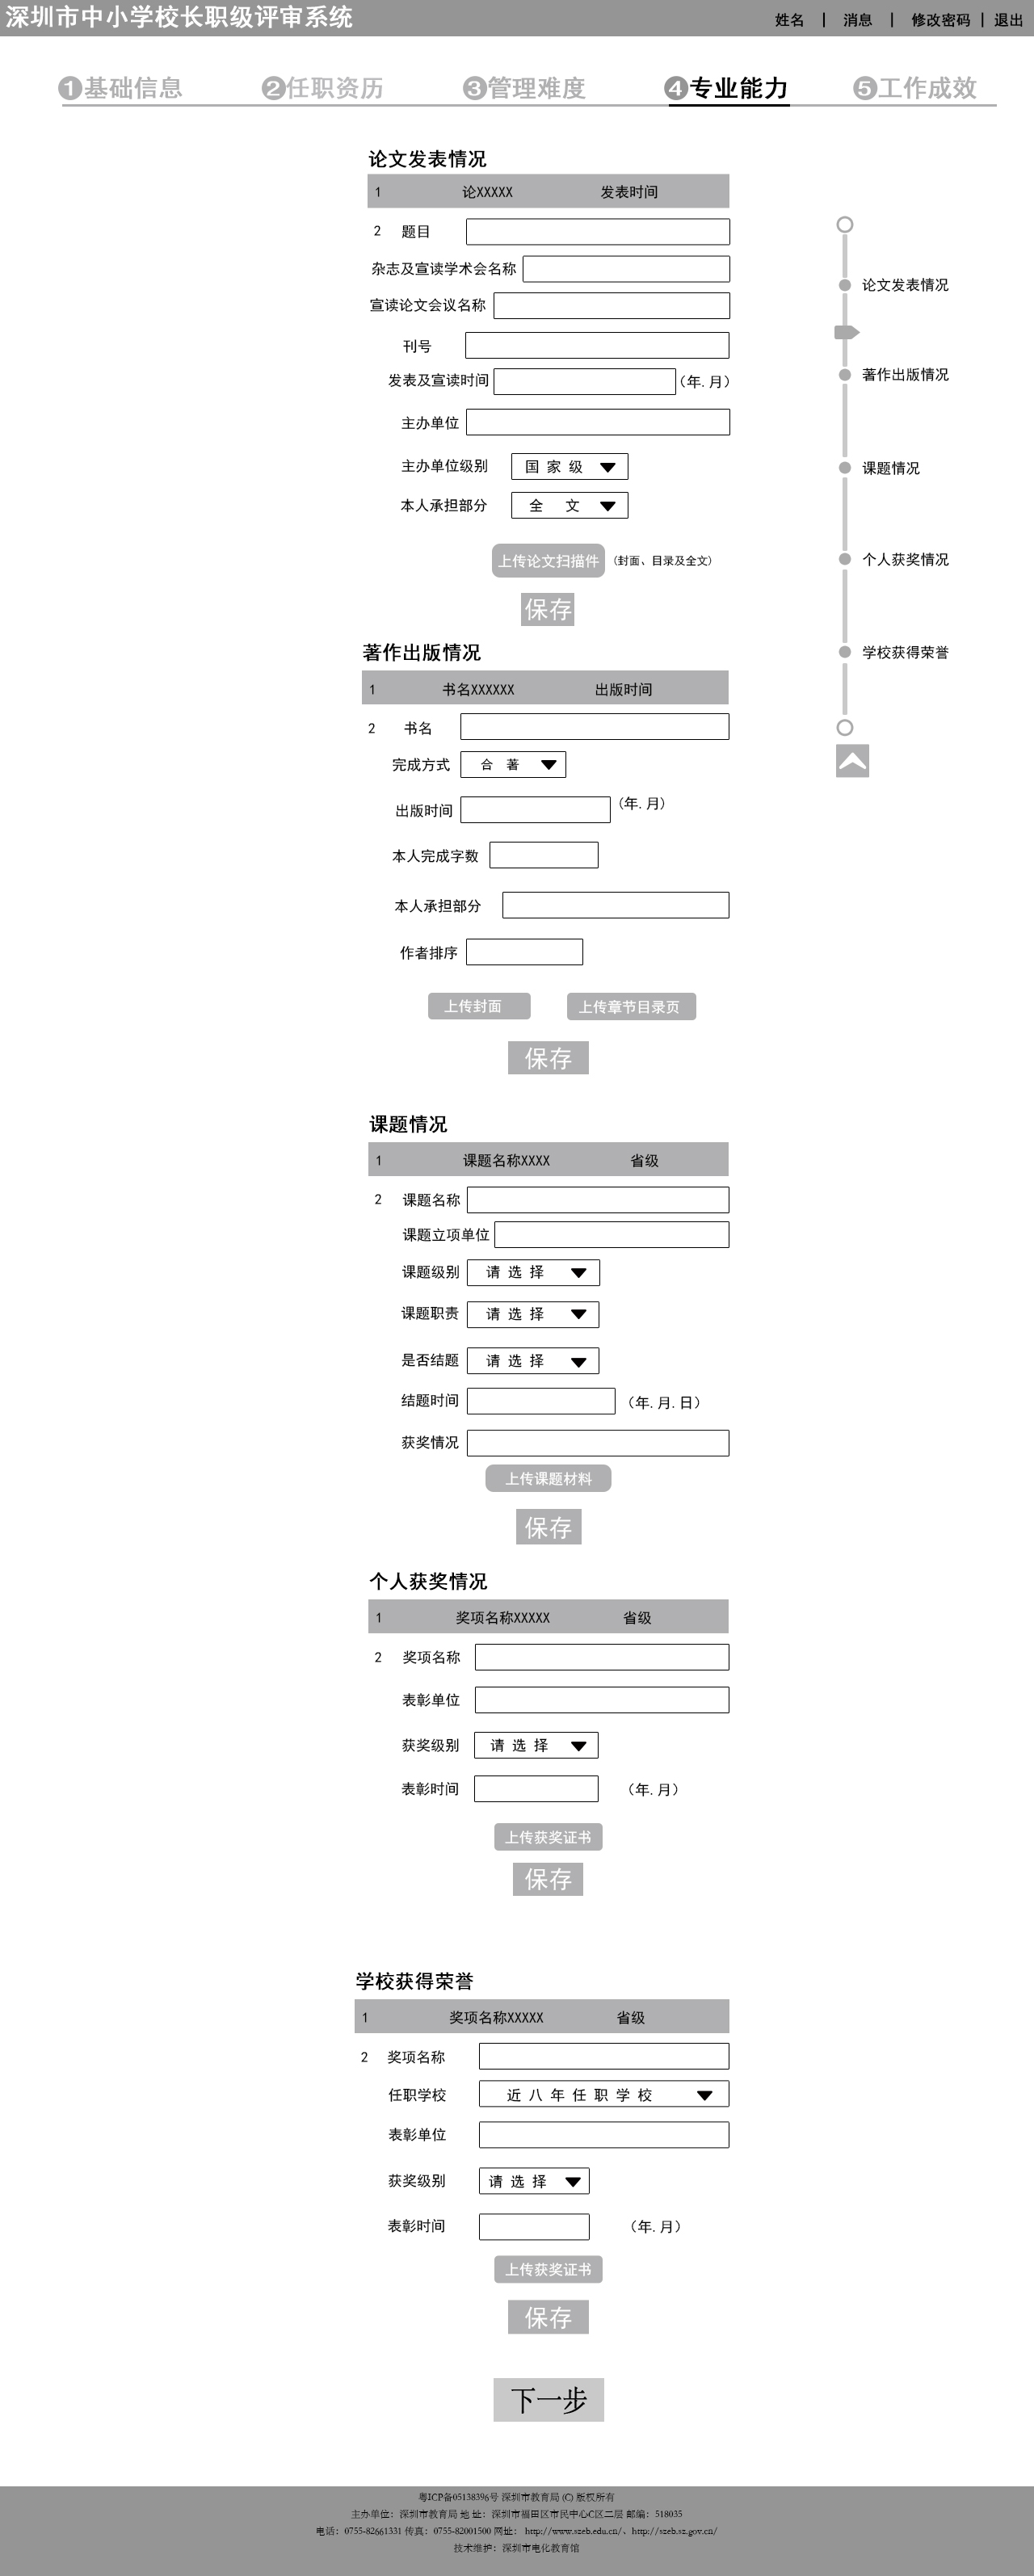 深圳市中小学校长职级评审系统
姓名 | 消息 | 修改密码 | 退出
❶基础信息 ❷任职资历 ❸管理难度 ❹专业能力 ❺工作成效
论文发表情况
1 论XXXXX 发表时间
2 题目
杂志及宣读学术会名称
宣读论文会议名称
刊号
发表及宣读时间 (年.月)
主办单位
主办单位级别 国家级
本人承担部分 全 文
上传论文扫描件 (封面、目录及全文)
保存
论文发表情况
著作出版情况
课题情况
个人获奖情况
学校获得荣誉
著作出版情况
1 书名XXXXXX 出版时间
2 书名
完成方式 合 著
出版时间 (年.月)
本人完成字数
本人承担部分
作者排序
上传封面 上传章节目录页
保存
课题情况
1 课题名称XXXX 省级
2 课题名称
课题立项单位
课题级别 请选择
课题职责 请选择
是否结题 请选择
结题时间 (年.月.日)
获奖情况
上传课题材料
保存
个人获奖情况
1 奖项名称XXXXX 省级
2 奖项名称
表彰单位
获奖级别 请选择
表彰时间 (年.月)
上传获奖证书
保存
学校获得荣誉
1 奖项名称XXXXX 省级
2 奖项名称
任职学校 近八年任职学校
表彰单位
获奖级别 请选择
表彰时间 (年.月)
上传获奖证书
保存
下一步
粤ICP备05138396号 深圳市教育局 (C) 版权所有
主办单位：深圳市教育局 地 址：深圳市福田区市民中心C区二层 邮编：518035
电话：0755-82661331 传真：0755-82001500 网址： http://www.szeb.edu.cn/、http://szeb.sz.gov.cn/
技术维护：深圳市电化教育馆